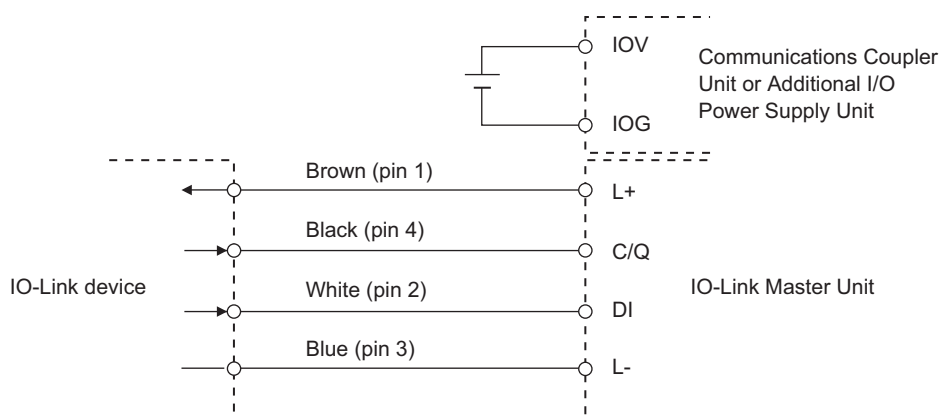 IOV
Communications Coupler
Unit or Additional I/O
Power Supply Unit
IOG
Brown (pin 1)
L+
Black (pin 4)
C/Q
IO-Link device
White (pin 2)
DI
IO-Link Master Unit
Blue (pin 3)
L-